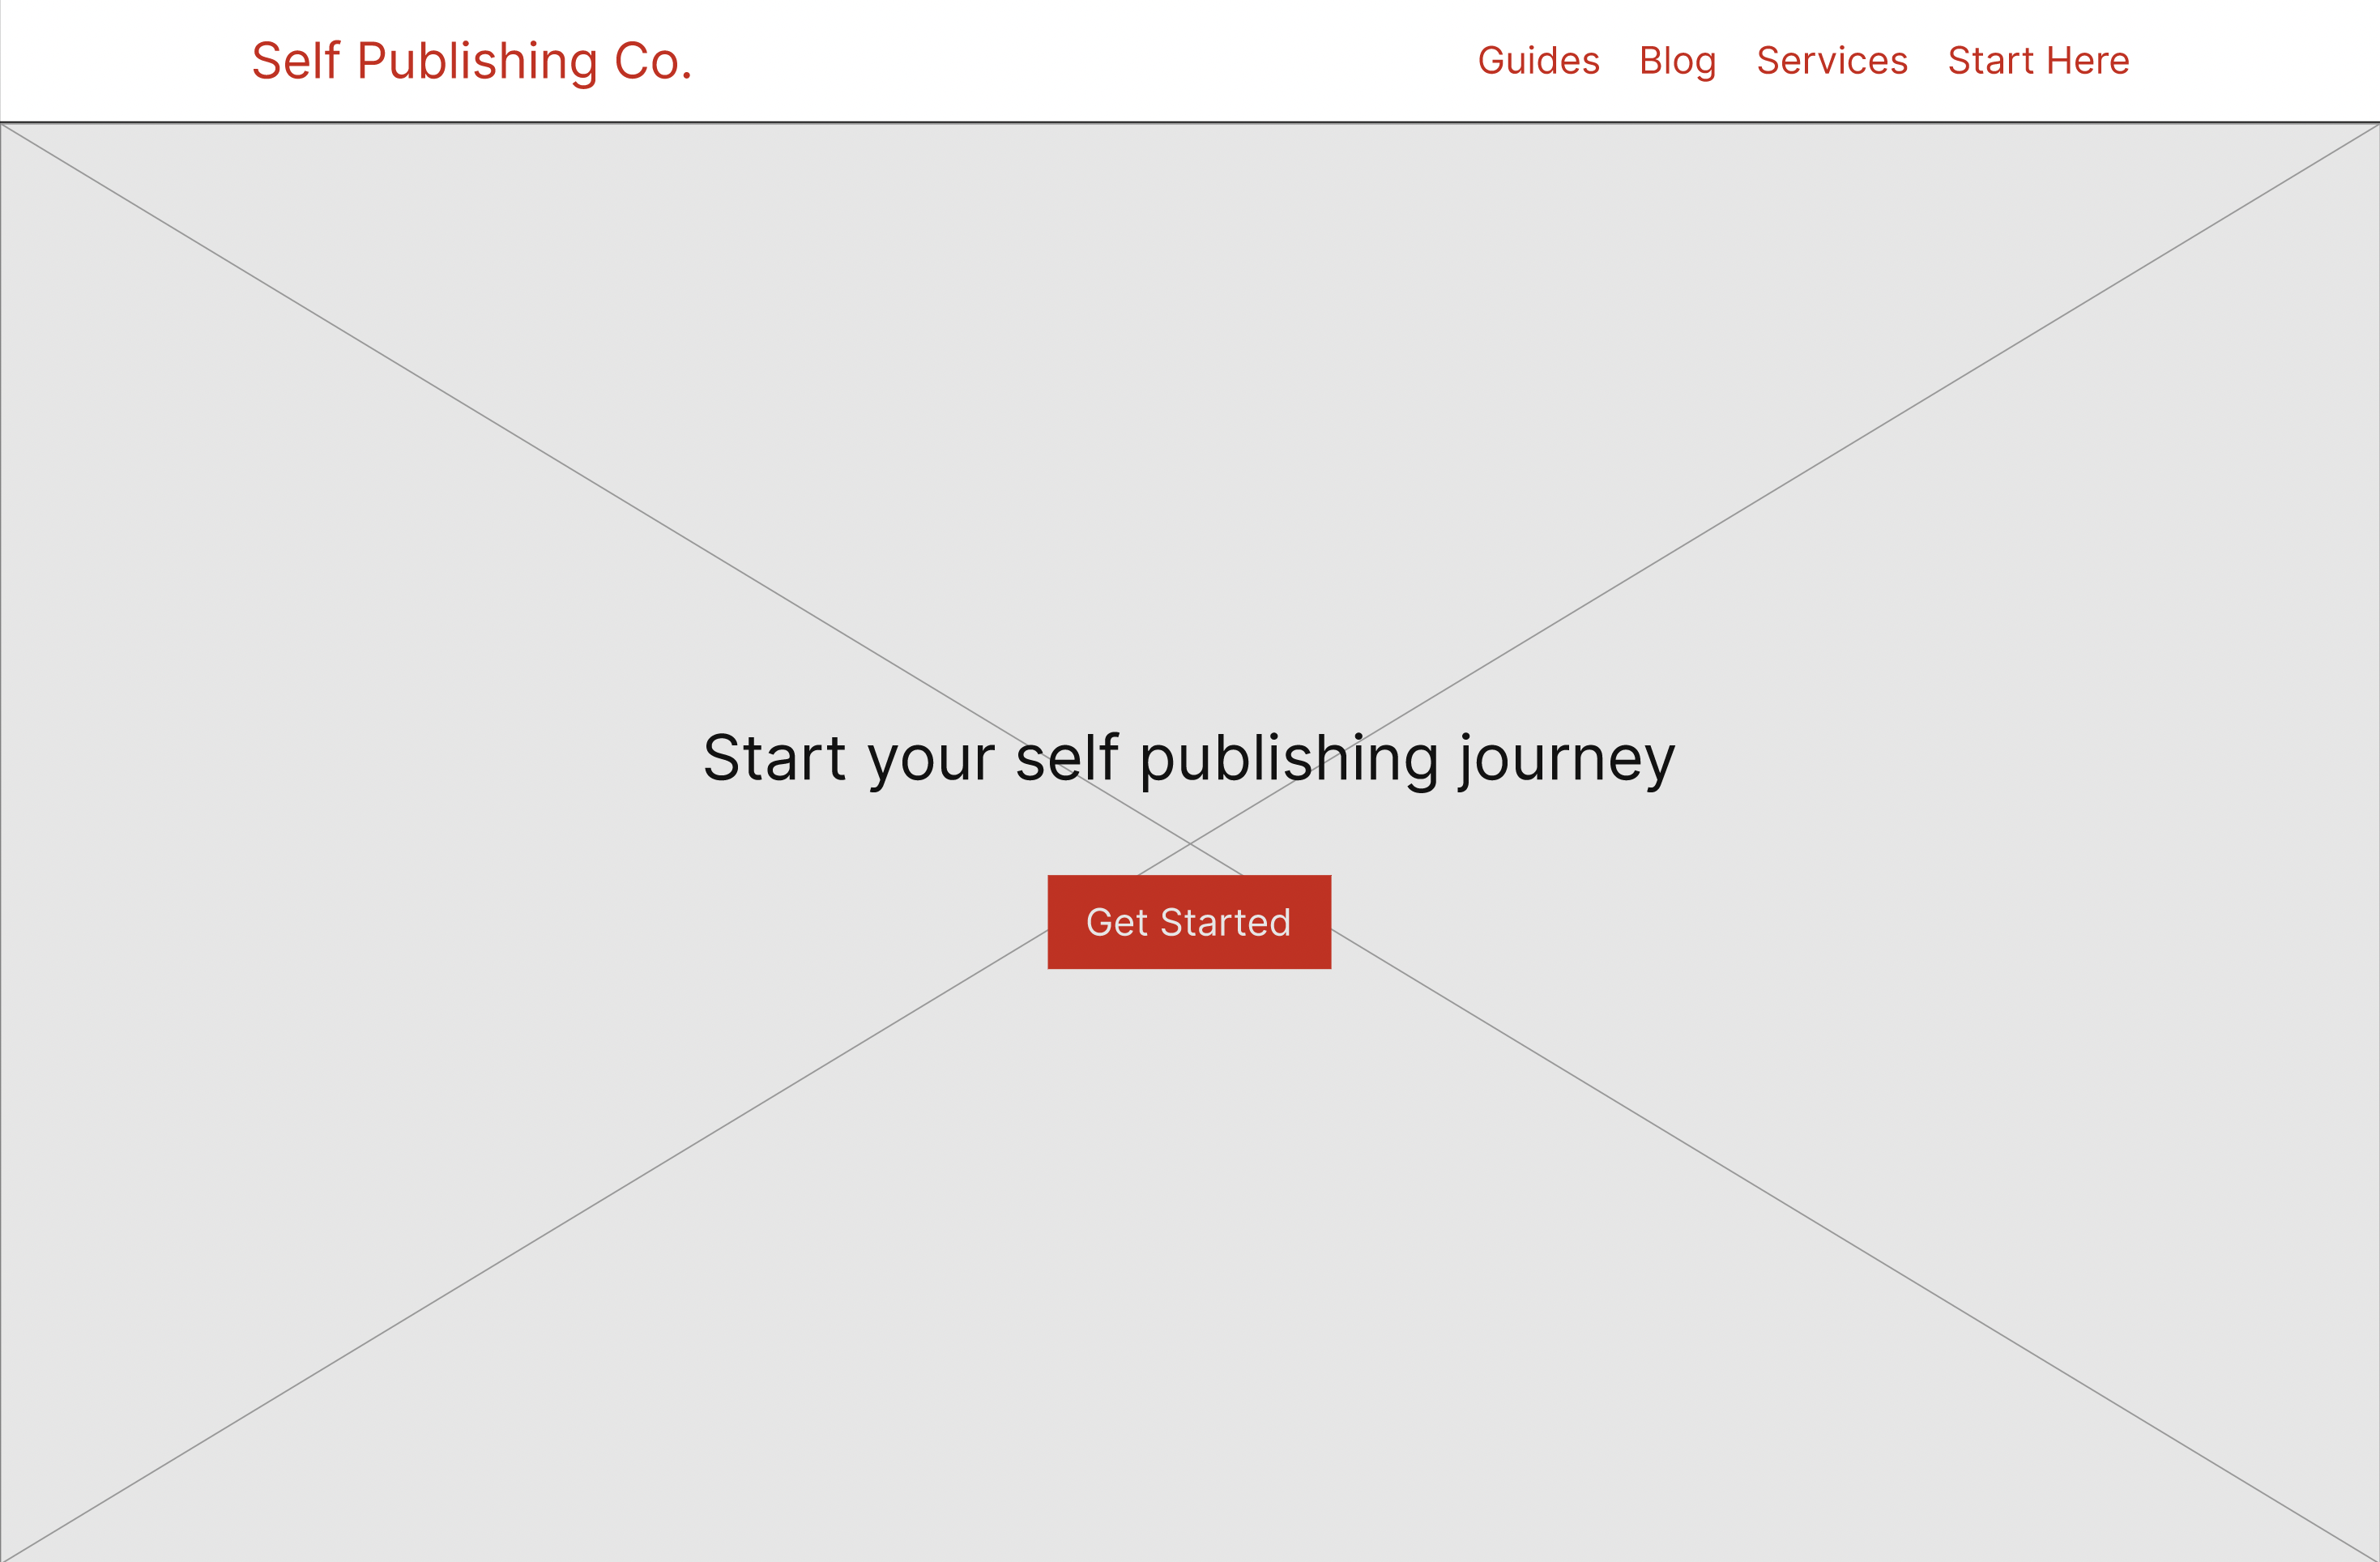 Self Publishing Co.
Guides Blog Services Start Here
Start your self publishing journey
Get Started